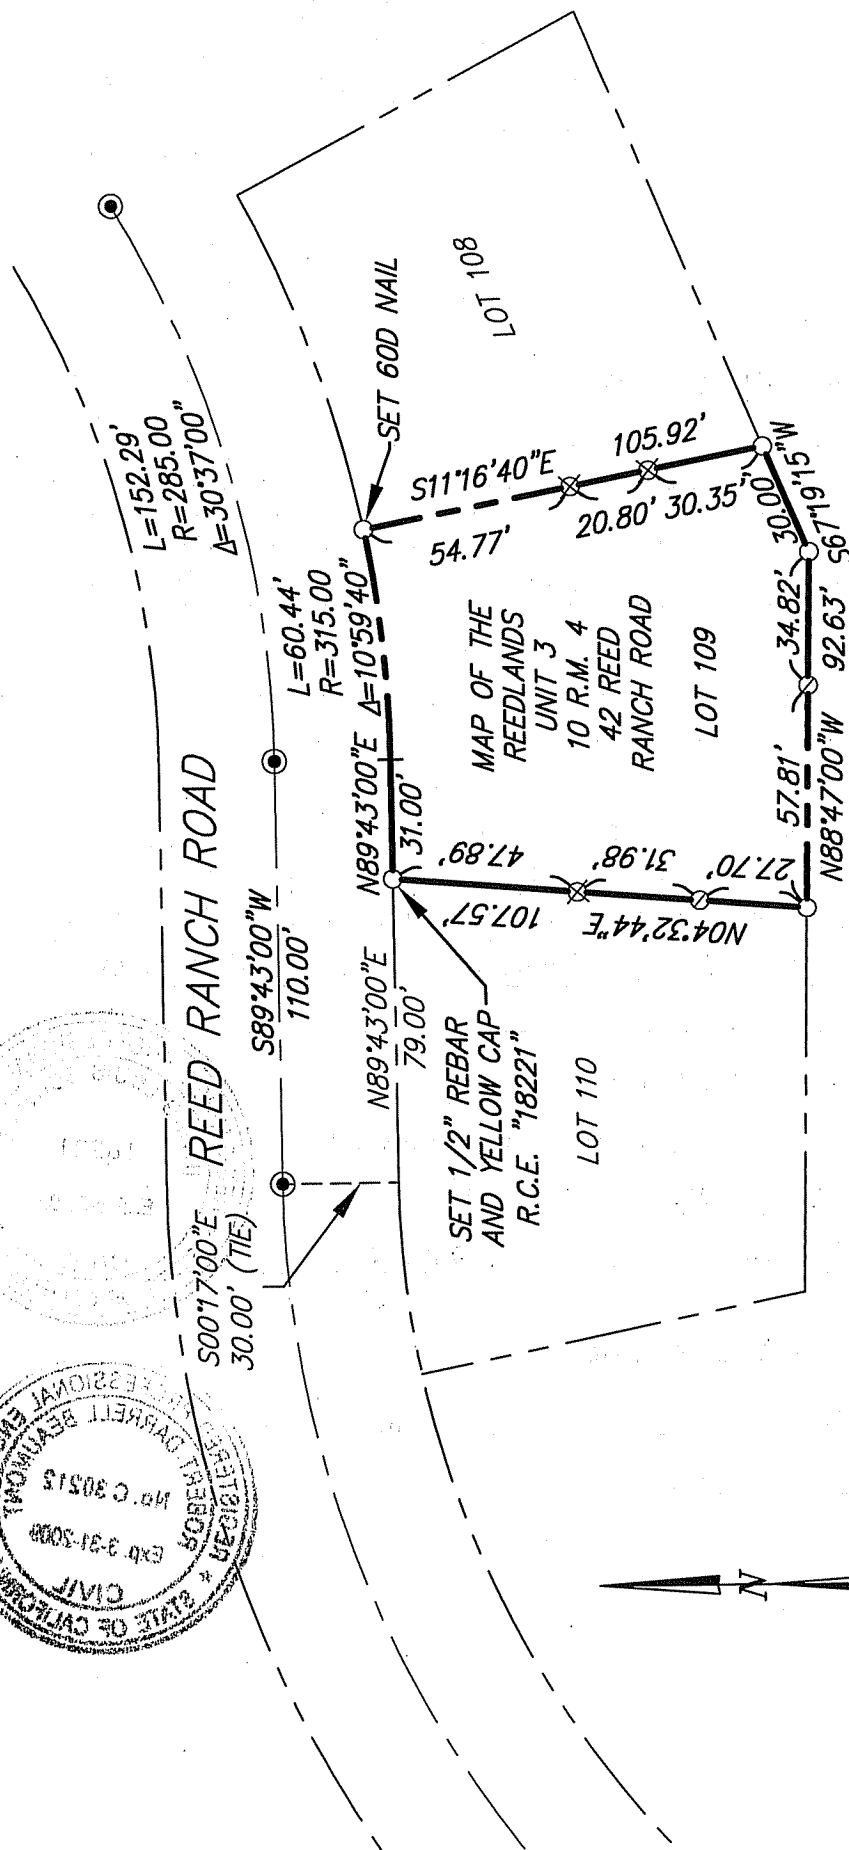 L=152.29'
R=285.00
Δ=30°37'00"
L=60.44'
R=315.00
Δ=10°59'40"
REED RANCH ROAD
S89°43'00"W
110.00'
S00°17'00"E
30.00' (TIE)
N89°43'00"E
31.00'
N89°43'00"E
79.00'
SET 60D NAIL
LOT 108
S11°16'40"E
105.92'
54.77'
20.80'
30.35'
30.00'
S67°19'15"W
34.82'
92.63'
57.81'
N88°47'00"W
MAP OF THE
REEDLANDS
UNIT 3
10 R.M. 4
42 REED
RANCH ROAD
LOT 109
47.89'
31.98'
27.70'
107.57'
N04°32'44"E
SET 1/2" REBAR
AND YELLOW CAP
R.C.E. "18221"
LOT 110
N
REGISTERED PROFESSIONAL
ROBERT DARRELL BEAUMONT
No. C 30212
CIVIL
STATE OF CALIFORNIA